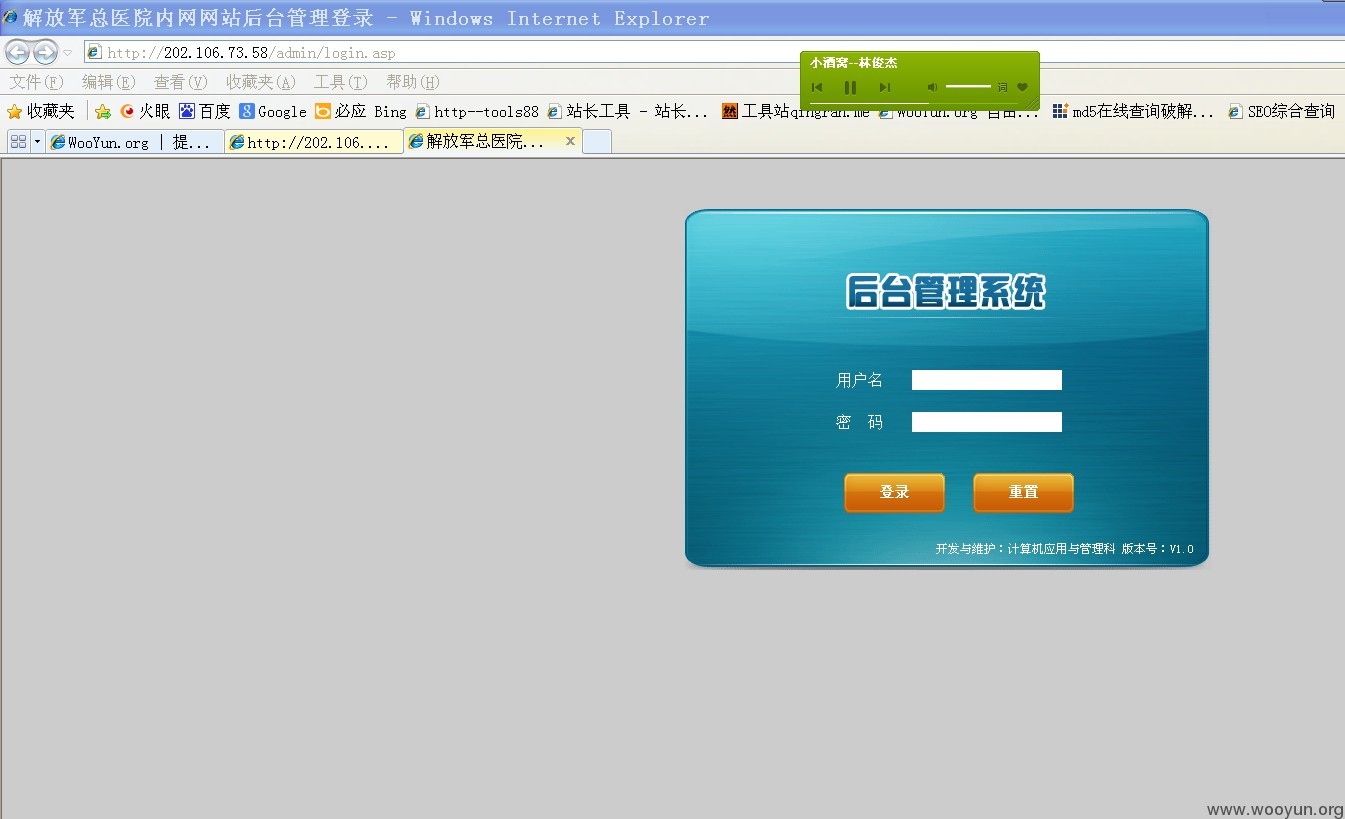 解放军总医院内网网站后台管理登录 - Windows Internet Explorer
http://202.106.73.58/admin/login.asp
小酒窝--林俊杰
文件(F) 编辑(E) 查看(V) 收藏夹(A) 工具(T) 帮助(H)
词
收藏夹 火眼 百度 Google 必应 Bing http--tools88 站长工具 - 站长... 工具站qingran.me wooyun.org 自由... md5在线查询破解... SEO综合查询
WooYun.org | 提... http://202.106.... 解放军总医院... x
后台管理系统
用户名
密 码
登录 重置
开发与维护：计算机应用与管理科 版本号：V1.0
www.wooyun.org